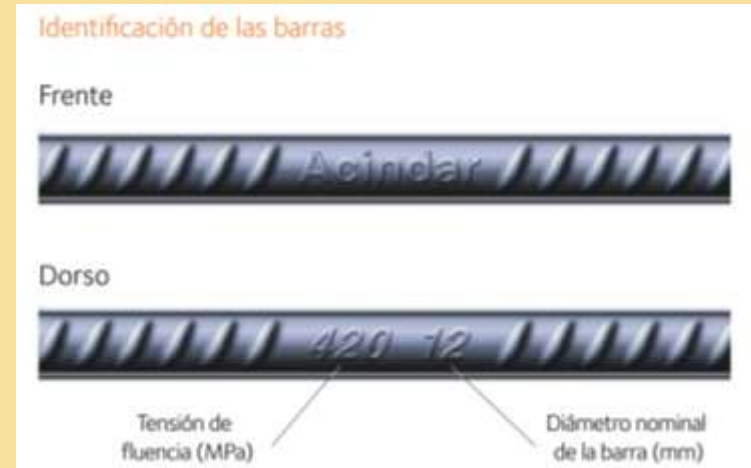 Identificación de las barras
Frente
Acindar
Dorso
420 12
Tensión de
fluencia (MPa)
Diámetro nominal
de la barra (mm)